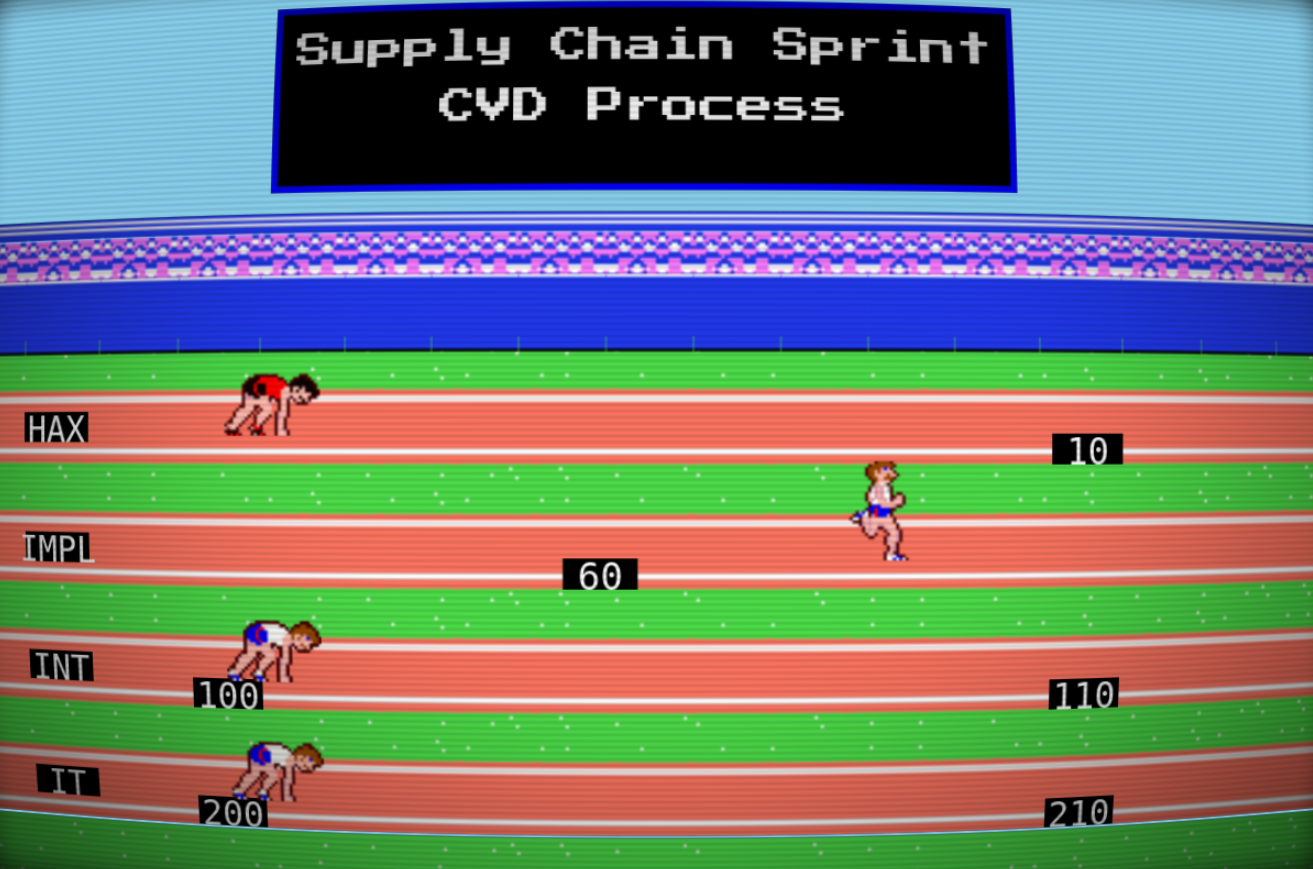 Supply Chain Sprint
CVD Process
HAX
10
IMPL
60
INT
100
110
IT
200
210